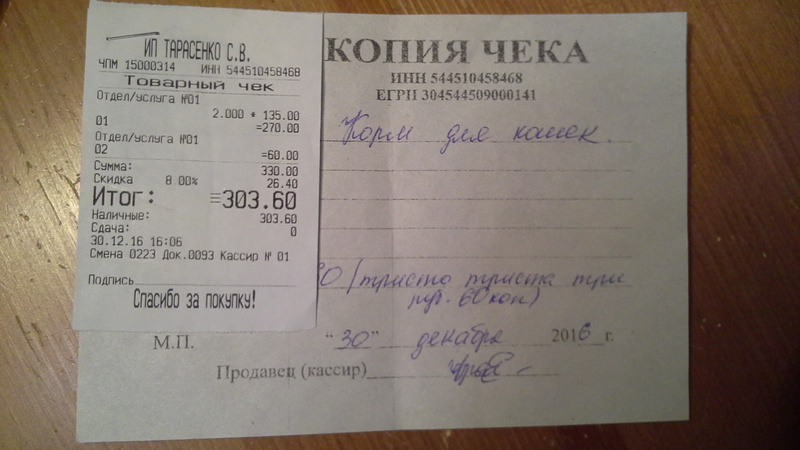 ИП ТАРАСЕНКО С.В.
ЧПМ 15000314 ИНН 544510458468
Товарный чек
Отдел/услуга №01
2.000 * 135.00
01 =270.00
Отдел/услуга №01
02 =60.00
Сумма: 330.00
Скидка 8 00% 26.40
Итог: =303.60
Наличные: 303.60
Сдача: 0
30.12.16 16:06
Смена 0223 Док.0093 Кассир № 01
Подпись
Спасибо за покупку!
КОПИЯ ЧЕКА
ИНН 544510458468
ЕГРН 304544509000141
Корм для кошек.
0 (тристо триста три
руб. 60 коп)
М.П. "30" декабря 2016 г.
Продавец (кассир)